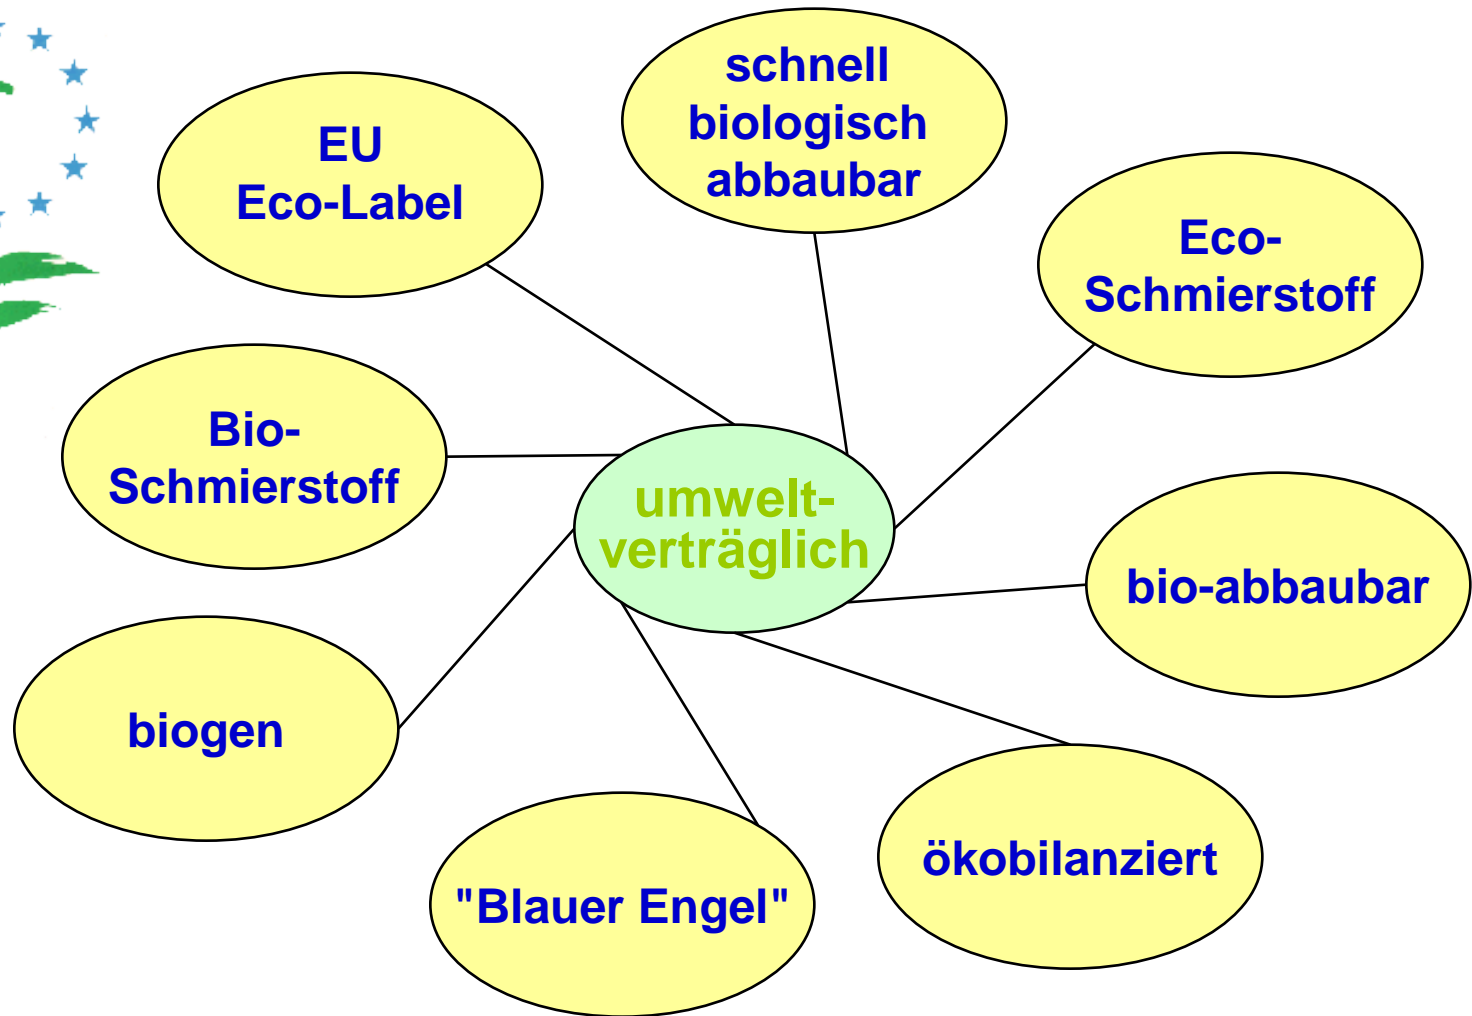 EU
Eco-Label
schnell
biologisch
abbaubar
Eco-
Schmierstoff
Bio-
Schmierstoff
umwelt-
verträglich
bio-abbaubar
biogen
"Blauer Engel"
ökobilanziert